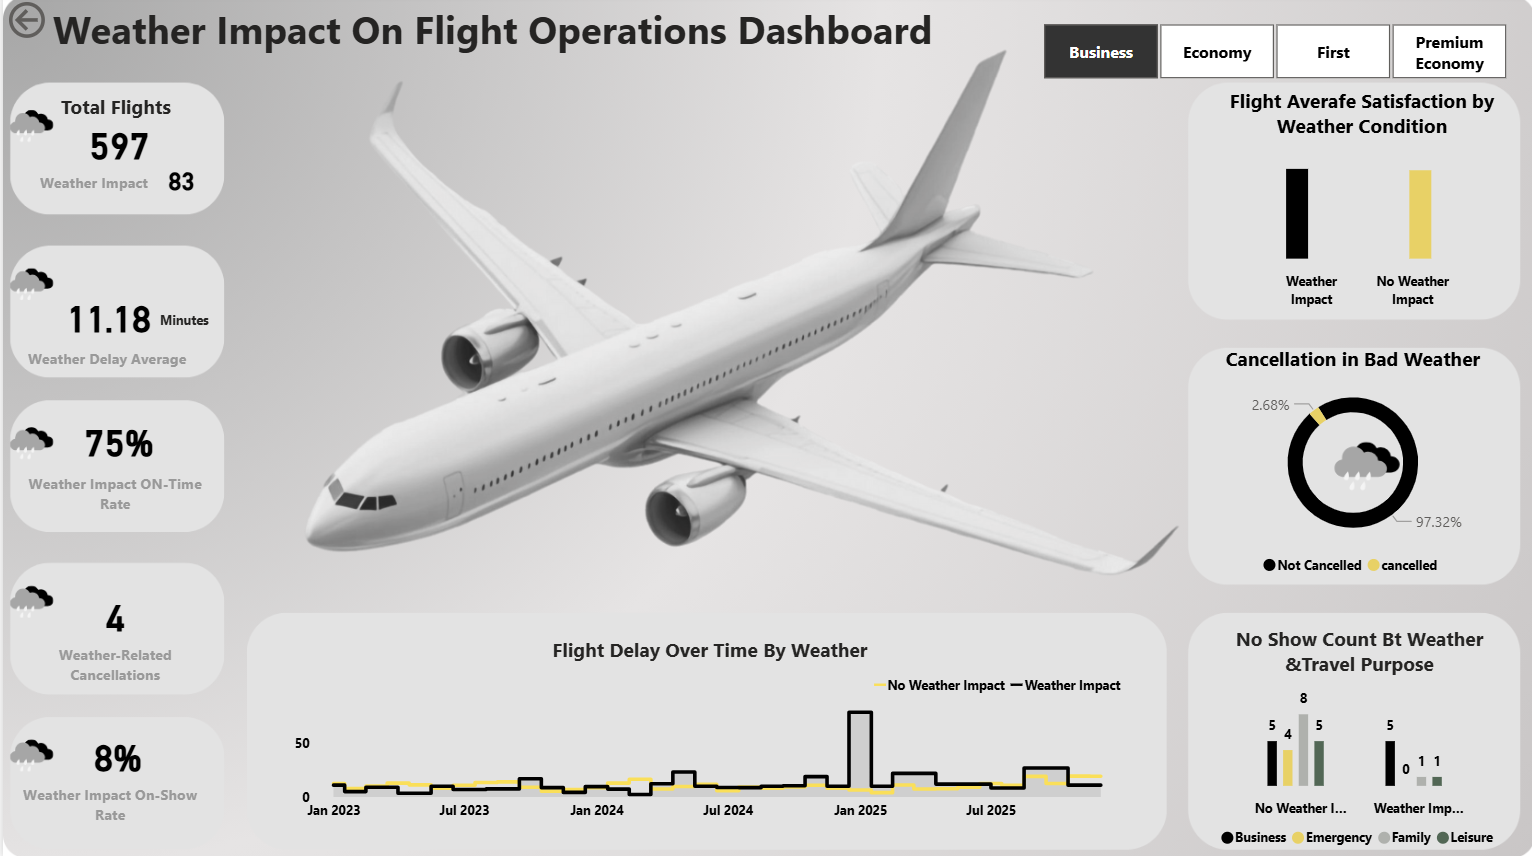 Weather Impact On Flight Operations Dashboard
Business
Economy
First
Premium
Economy
Total Flights
597
Weather Impact 83
11.18 Minutes
Weather Delay Average
75%
Weather Impact ON-Time
Rate
4
Weather-Related
Cancellations
8%
Weather Impact On-Show
Rate
Flight Delay Over Time By Weather
No Weather Impact Weather Impact
50
0
Jan 2023 Jul 2023 Jan 2024 Jul 2024 Jan 2025 Jul 2025
Flight Averafe Satisfaction by
Weather Condition
Weather
Impact
No Weather
Impact
Cancellation in Bad Weather
2.68%
97.32%
Not Cancelled cancelled
No Show Count Bt Weather
&Travel Purpose
5 4 8 5 5 0 1 1
No Weather I... Weather Imp...
Business Emergency Family Leisure